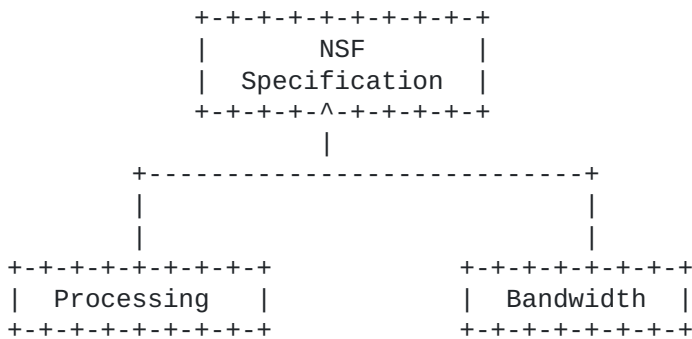 +-+-+-+-+-+-+-+-+-+
|       NSF       |
|  Specification  |
+-+-+-+-^-+-+-+-+-+
|
+----------------------------+
|                            |
|                            |
+-+-+-+-+-+-+-+-+            +-+-+-+-+-+-+-+
|  Processing   |            |  Bandwidth  |
+-+-+-+-+-+-+-+-+            +-+-+-+-+-+-+-+